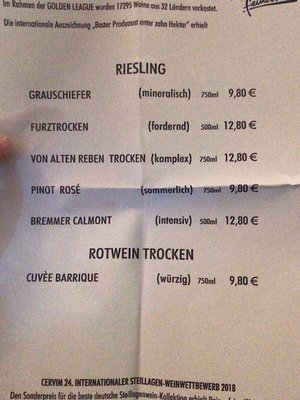 Im Rahmen der GOLDEN LEAGUE wurden 17295 Weine aus 32 Ländern verkostet.
Die internationale Auszeichnung „Bester Produzent unter zehn Hektar" erhielt
RIESLING
GRAUSCHIEFER (mineralisch) 750ml 9,80 €
FURZTROCKEN (fordernd) 500ml 12,80 €
VON ALTEN REBEN TROCKEN (komplex) 750ml 12,80 €
PINOT ROSÉ (sommerlich) 750ml 9,80 €
BREMMER CALMONT (intensiv) 500ml 12,80 €
ROTWEIN TROCKEN
CUVÈE BARRIQUE (würzig) 750ml 9,80 €
CERVIM 24. INTERNATIONALER STEILLAGEN-WEINWETTBEWERB 2018
Den Sonderpreis für die beste deutsche Steillagenwein-Kollektion erhielt